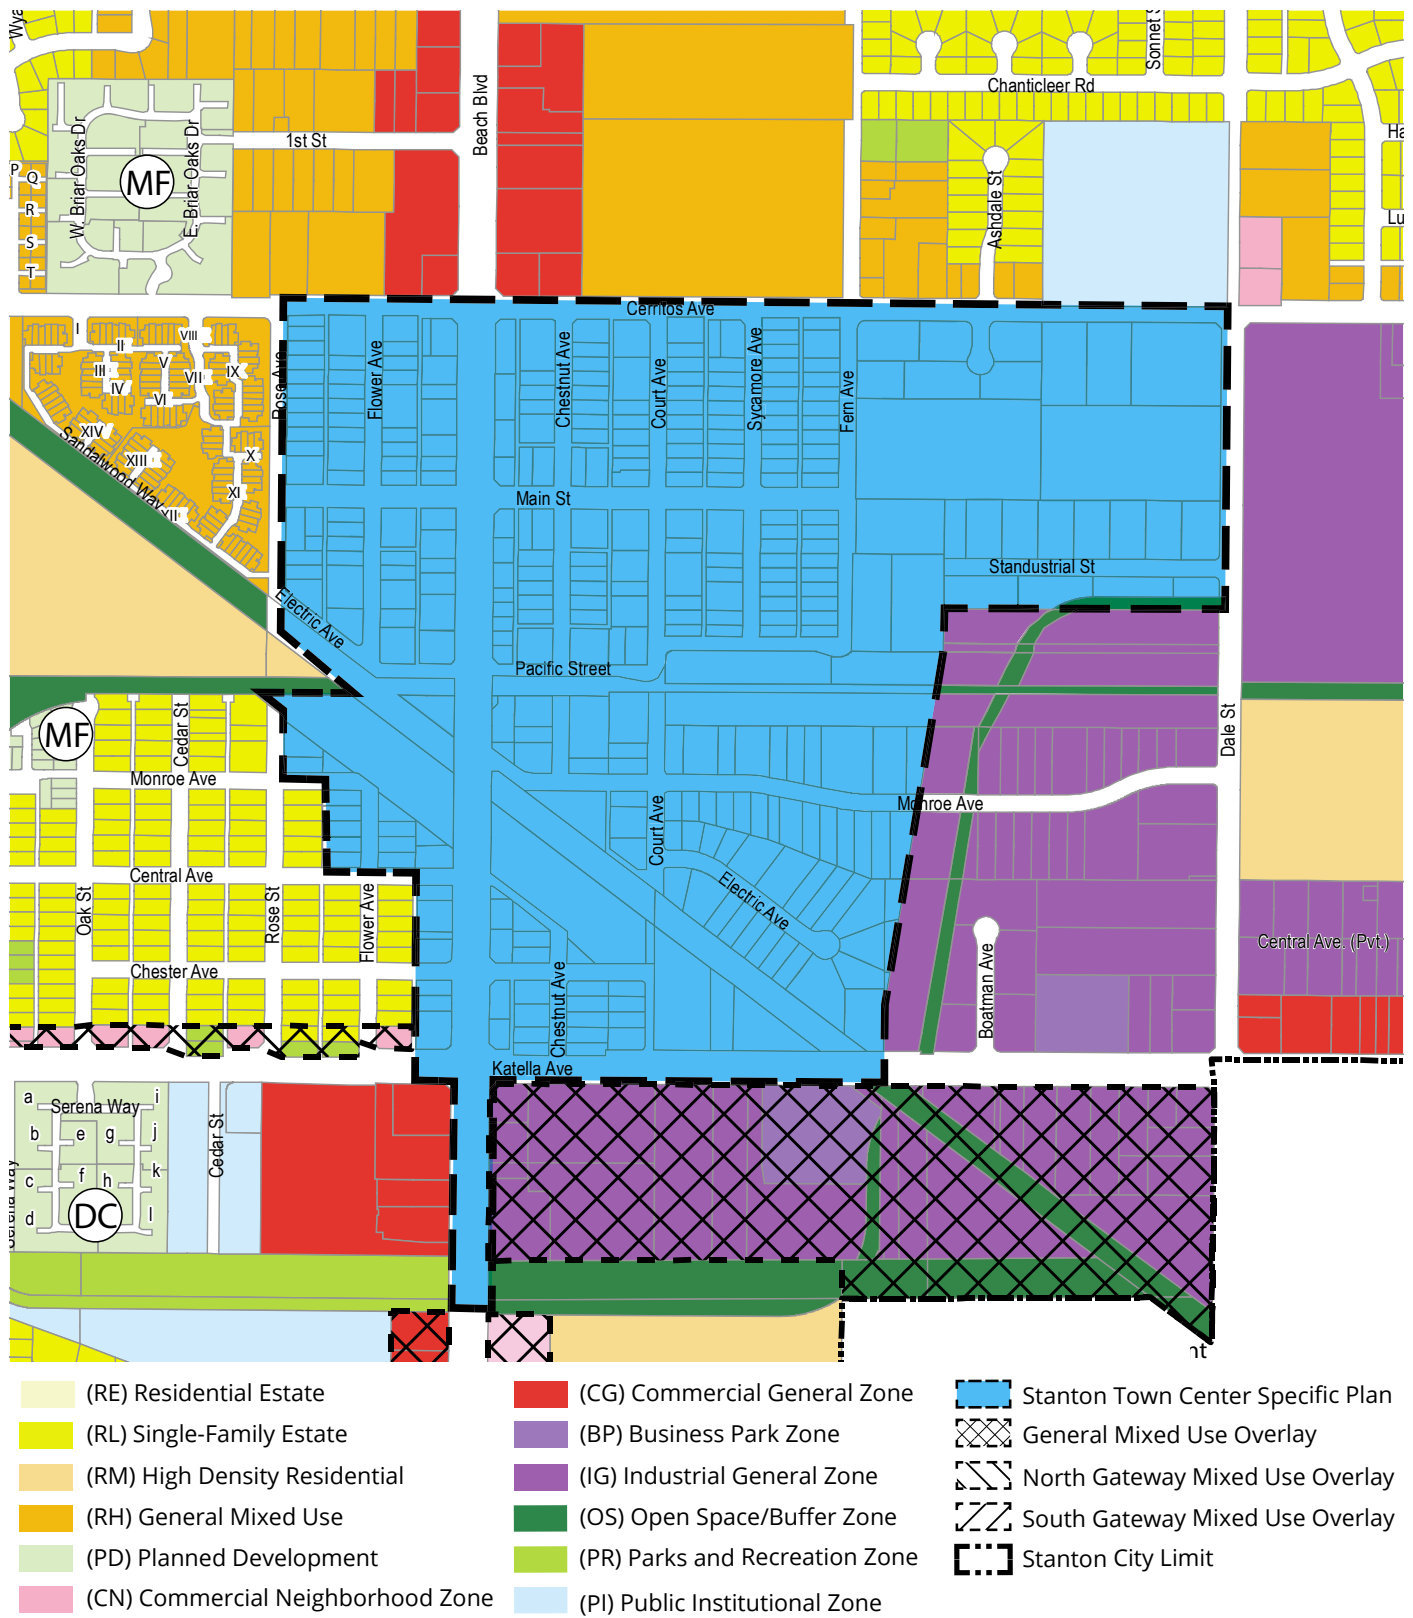 Wya
Beach Blvd
Sonnet S
Chanticleer Rd
1st St
Ha
P
Q
R
S
T
W. Briar Oaks Dr
E. Briar Oaks Dr
MF
Ashdale St
Lu
Cerritos Ave
I
II
III
IV
V
VI
VII
VIII
IX
X
XI
XII
XIII
XIV
Sandalwood Way
Rose Ave
Flower Ave
Chestnut Ave
Court Ave
Sycamore Ave
Fern Ave
Main St
Standustrial St
Electric Ave
Pacific Street
MF
Cedar St
Dale St
Monroe Ave
Monroe Ave
Court Ave
Central Ave
Oak St
Rose St
Flower Ave
Electric Ave
Central Ave. (Pvt.)
Boatman Ave
Chester Ave
Chestnut Ave
Katella Ave
Serena Way
a
b
c
d
e
f
g
h
i
j
k
l
DC
Serena Way
Cedar St
nt
(RE) Residential Estate
(RL) Single-Family Estate
(RM) High Density Residential
(RH) General Mixed Use
(PD) Planned Development
(CN) Commercial Neighborhood Zone
(CG) Commercial General Zone
(BP) Business Park Zone
(IG) Industrial General Zone
(OS) Open Space/Buffer Zone
(PR) Parks and Recreation Zone
(PI) Public Institutional Zone
Stanton Town Center Specific Plan
General Mixed Use Overlay
North Gateway Mixed Use Overlay
South Gateway Mixed Use Overlay
Stanton City Limit